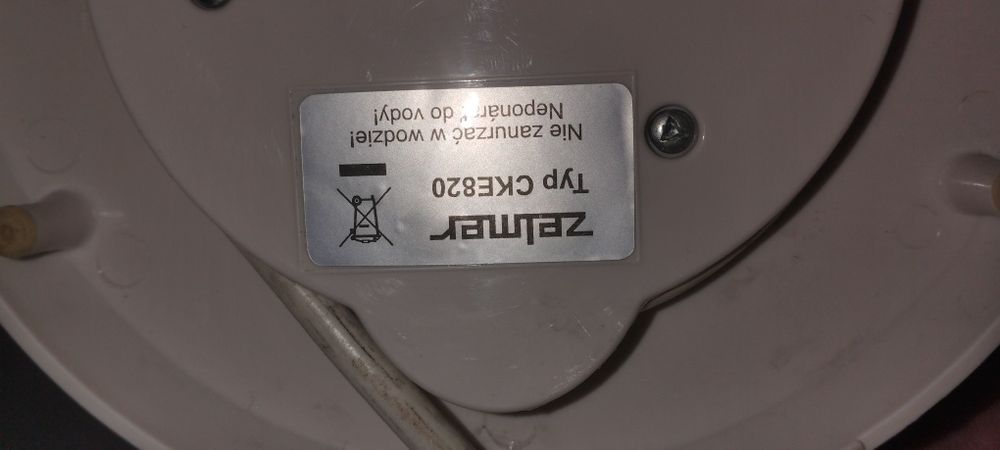 zelmer
Typ CKE820
Nie zanurzać w wodzie!
do vody!